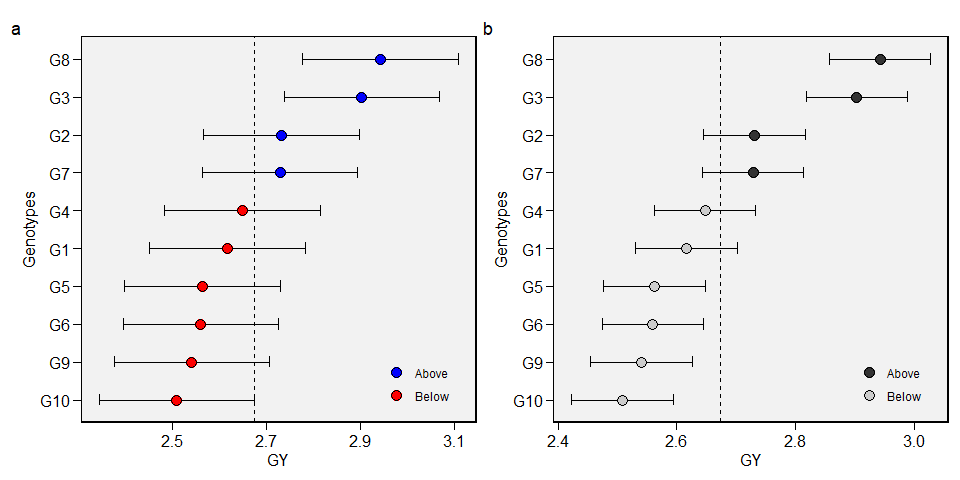 a
Genotypes
G8
G3
G2
G7
G4
G1
G5
G6
G9
G10
Above
Below
2.5 2.7 2.9 3.1
GY
b
Genotypes
G8
G3
G2
G7
G4
G1
G5
G6
G9
G10
Above
Below
2.4 2.6 2.8 3.0
GY